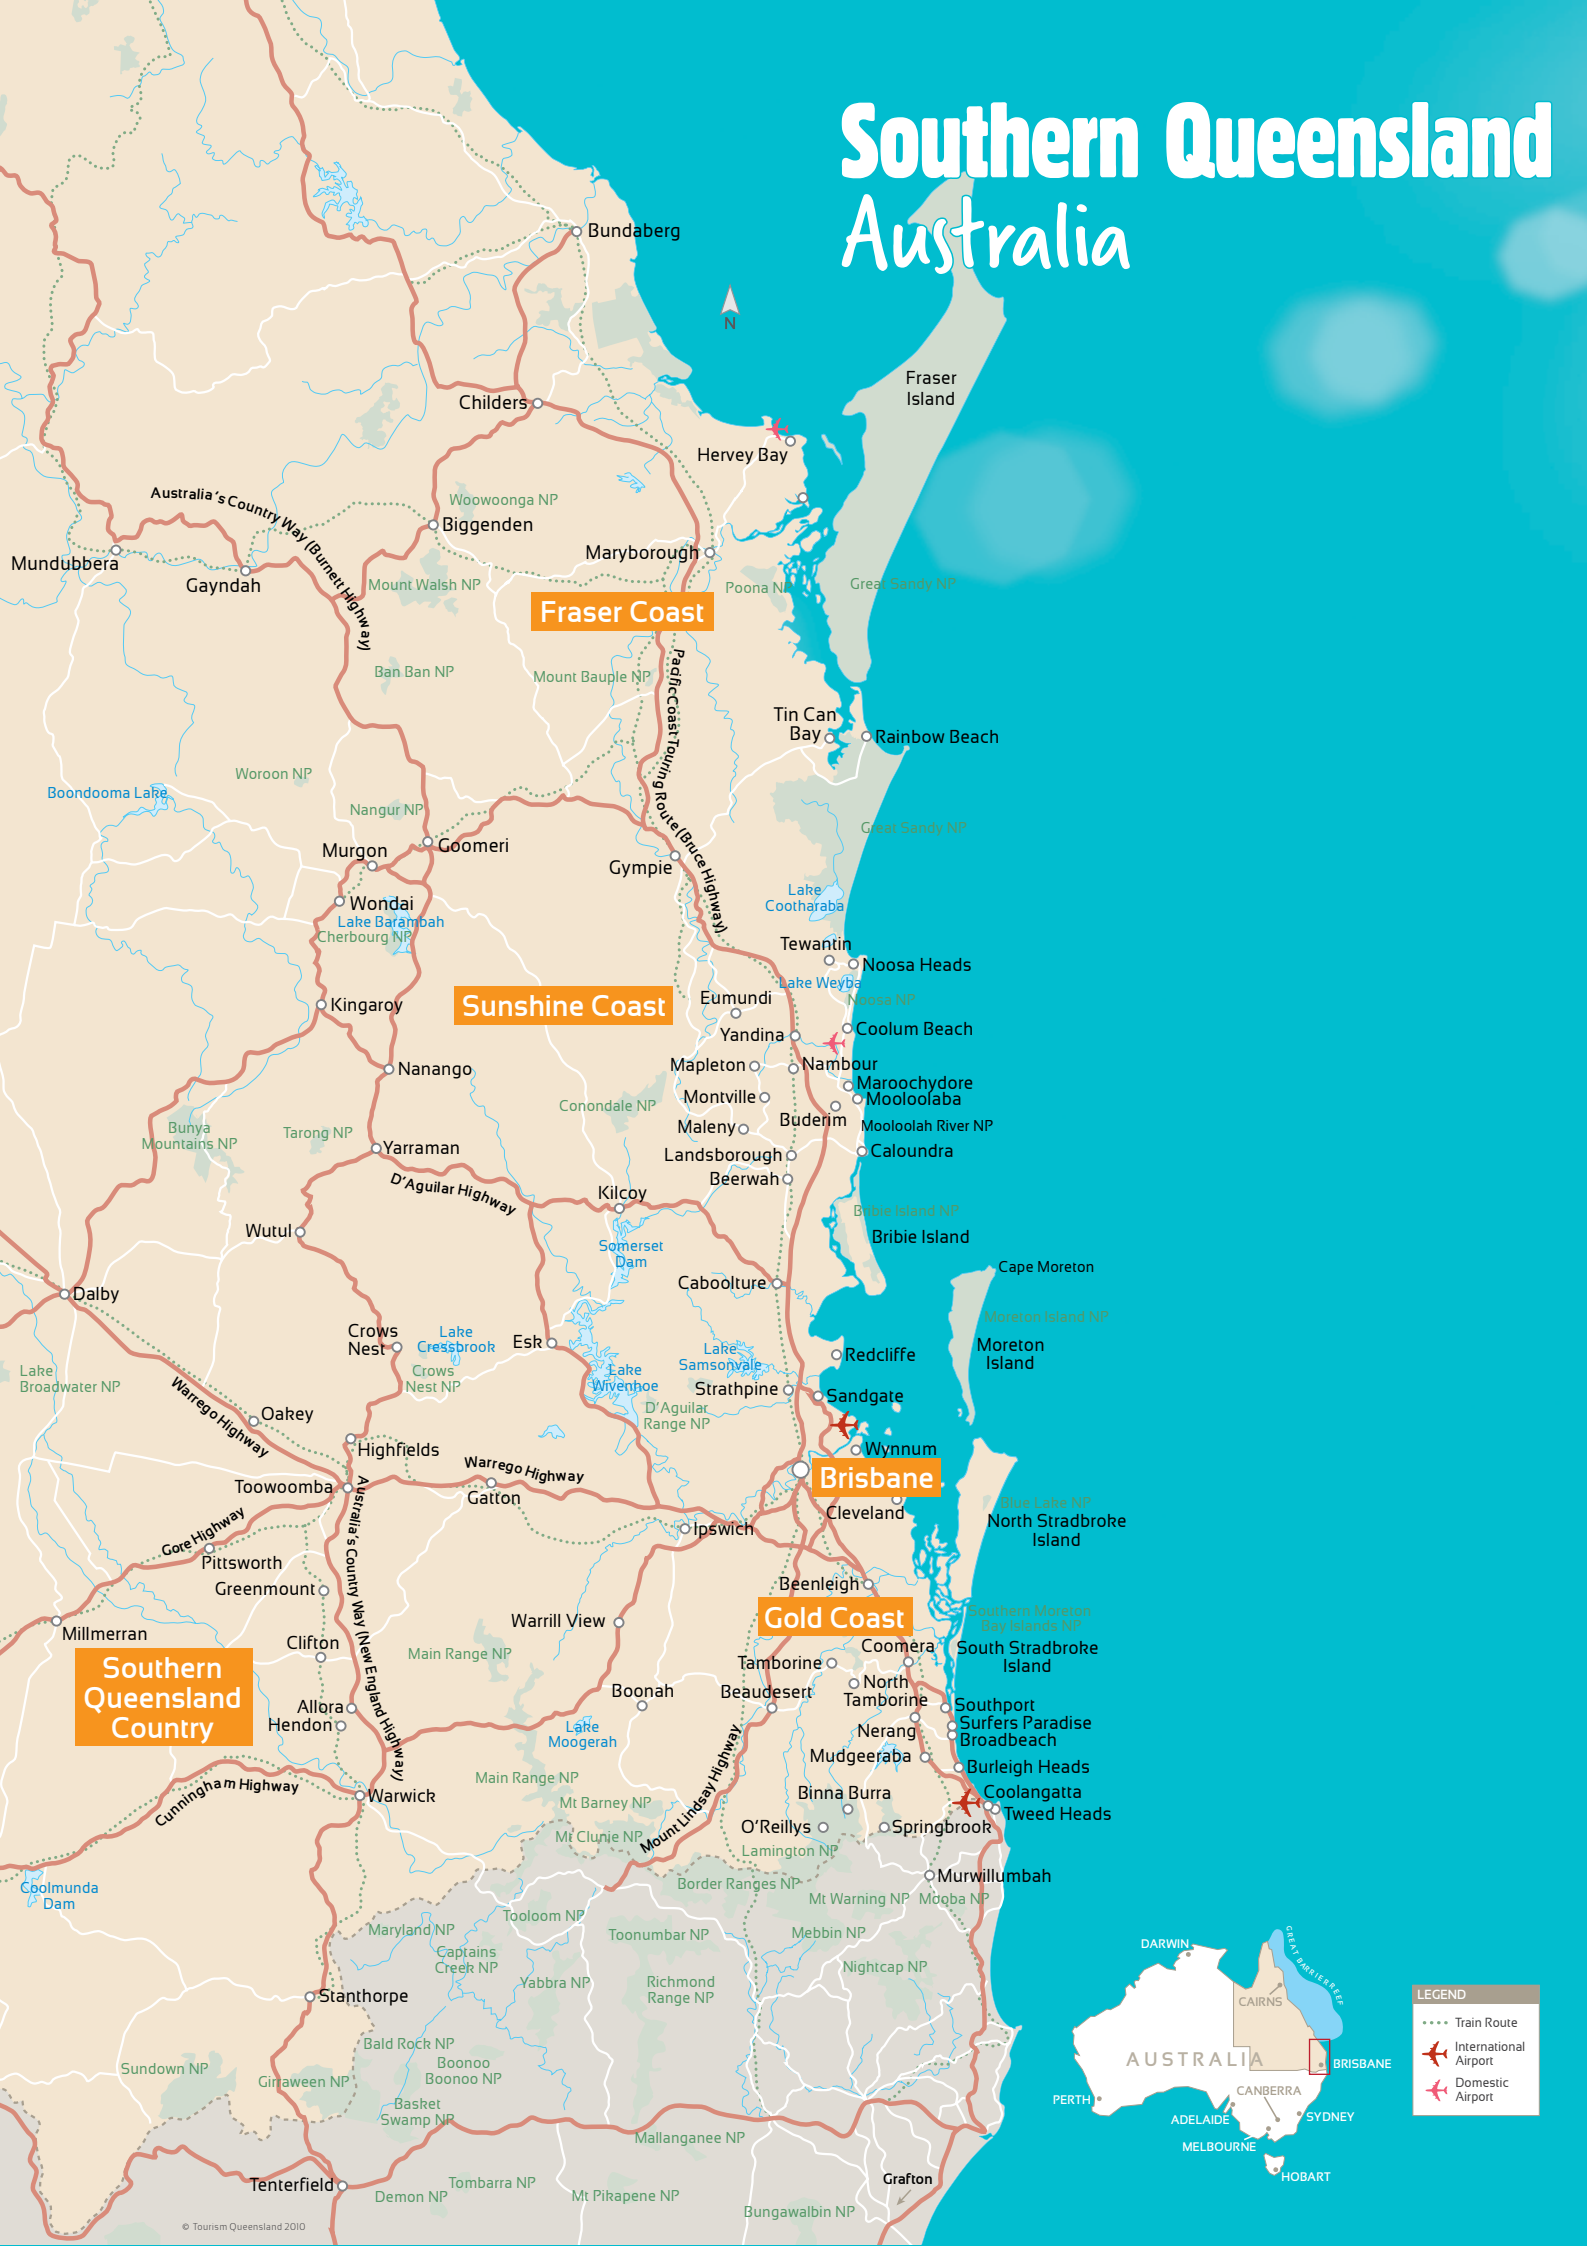 Southern Queensland
Australia
N
Bundaberg
Fraser
Island
Childers
Hervey Bay
Australia's Country Way (Burnett Highway)
Woowoonga NP
Biggenden
Mundubbera
Gayndah
Maryborough
Mount Walsh NP
Poona NP
Great Sandy NP
Fraser Coast
Ban Ban NP
Mount Bauple NP
Pacific Coast Touring Route (Bruce Highway)
Tin Can
Bay
Rainbow Beach
Woroon NP
Boondooma Lake
Nangur NP
Great Sandy NP
Goomeri
Murgon
Gympie
Wondai
Lake Barambah
Cherbourg NP
Lake
Cootharaba
Tewantin
Noosa Heads
Lake Weyba
Noosa NP
Sunshine Coast
Eumundi
Kingaroy
Yandina
Coolum Beach
Nanango
Mapleton
Nambour
Maroochydore
Mooloolaba
Montville
Conondale NP
Buderim
Mooloolah River NP
Maleny
Bunya
Mountains NP
Tarong NP
Yarraman
Landsborough
Caloundra
Beerwah
D'Aguilar Highway
Kilcoy
Bribie Island NP
Bribie Island
Wutul
Somerset
Dam
Cape Moreton
Caboolture
Dalby
Moreton Island NP
Moreton
Island
Crows
Nest
Lake
Cressbrook
Esk
Lake
Samsonvale
Redcliffe
Lake
Broadwater NP
Crows
Nest NP
Lake
Wivenhoe
Strathpine
Sandgate
D'Aguilar
Range NP
Warrego Highway
Oakey
Highfields
Wynnum
Warrego Highway
Brisbane
Toowoomba
Gatton
Cleveland
Blue Lake NP
North Stradbroke
Island
Gore Highway
Ipswich
Pittsworth
Australia's Country Way (New England Highway)
Greenmount
Beenleigh
Gold Coast
Southern Moreton
Bay Islands NP
Millmerran
Warrill View
Clifton
Main Range NP
Coomera
South Stradbroke
Island
Southern
Queensland
Country
Tamborine
North
Tamborine
Boonah
Beaudesert
Allora
Hendon
Southport
Surfers Paradise
Broadbeach
Nerang
Lake
Moogerah
Mudgeeraba
Burleigh Heads
Main Range NP
Mount Lindsay Highway
Binna Burra
Coolangatta
Tweed Heads
Cunningham Highway
Warwick
Mt Barney NP
O'Reillys
Springbrook
Mt Clunie NP
Lamington NP
Murwillumbah
Coolmunda
Dam
Border Ranges NP
Mt Warning NP
Mooba NP
Maryland NP
Tooloom NP
Toonumbar NP
Mebbin NP
Captains
Creek NP
Nightcap NP
Yabbra NP
Richmond
Range NP
Stanthorpe
Bald Rock NP
Boonoo
Boonoo NP
Sundown NP
Girraween NP
Basket
Swamp NP
Mallanganee NP
Tenterfield
Tombarra NP
Demon NP
Mt Pikapene NP
Grafton
Bungawalbin NP
© Tourism Queensland 2010
DARWIN
GREAT BARRIER REEF
CAIRNS
AUSTRALIA
BRISBANE
PERTH
CANBERRA
ADELAIDE
SYDNEY
MELBOURNE
HOBART
LEGEND
Train Route
International
Airport
Domestic
Airport